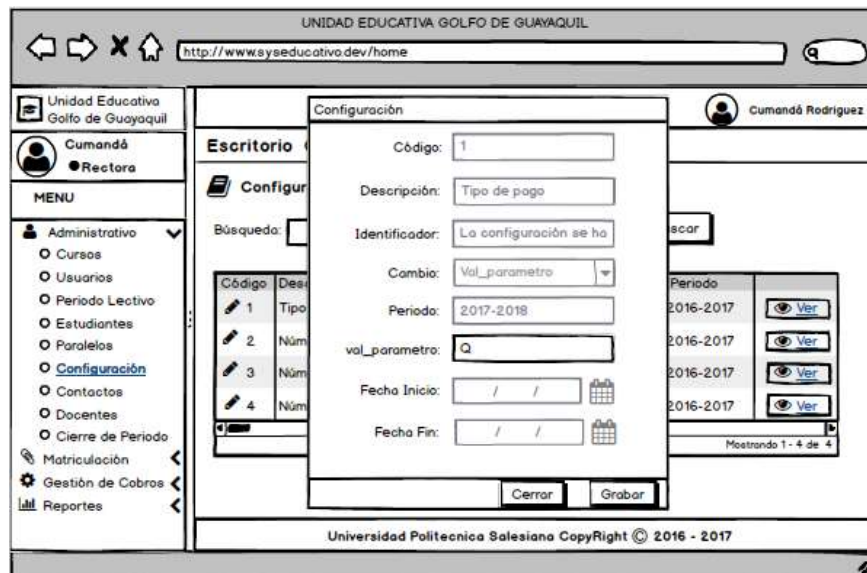 UNIDAD EDUCATIVA GOLFO DE GUAYAQUIL
http://www.syseducativo.dev/home
Unidad Educativa
Golfo de Guayaquil
Cumandá
Rectora
Cumandá Rodriguez
MENU
Administrativo
Cursos
Usuarios
Periodo Lectivo
Estudiantes
Paralelos
Configuración
Contactos
Docentes
Cierre de Periodo
Matriculación
Gestión de Cobros
Reportes
Escritorio
Configur
Búsqueda:
scar
Código Des Periodo
1 Tipo 2016-2017 Ver
2 Núm 2016-2017 Ver
3 Núm 2016-2017 Ver
4 Núm 2016-2017 Ver
Mostrando 1 - 4 de 4
Configuración
Código: 1
Descripción: Tipo de pago
Identificador: La configuración se ha
Cambio: Val_parametro
Periodo: 2017-2018
val_parametro: Q
Fecha Inicio: / /
Fecha Fin: / /
Cerrar Grabar
Universidad Politecnica Salesiana CopyRight © 2016 - 2017